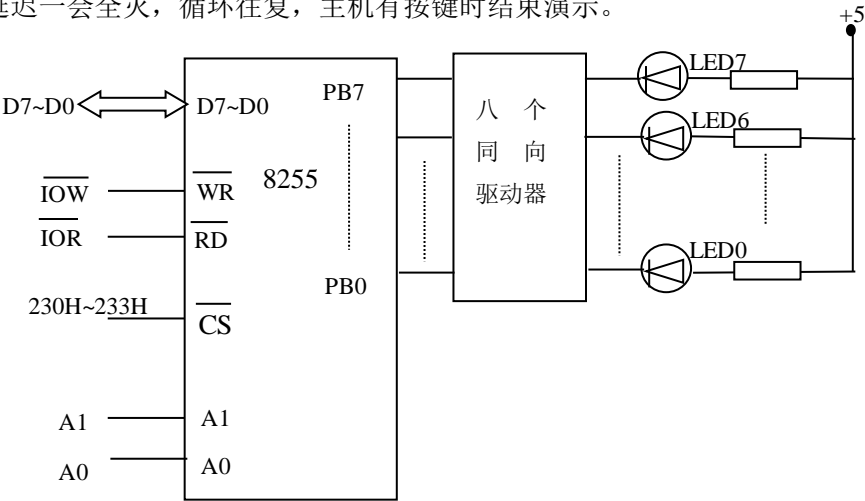 延迟一会全灭，循环往复，主机有按键时结束演示。
+5
LED7
D7~D0
D7~D0
PB7
八 个
同 向
驱动器
LED6
IOW
WR
8255
IOR
RD
LED0
PB0
230H~233H
CS
A1
A1
A0
A0